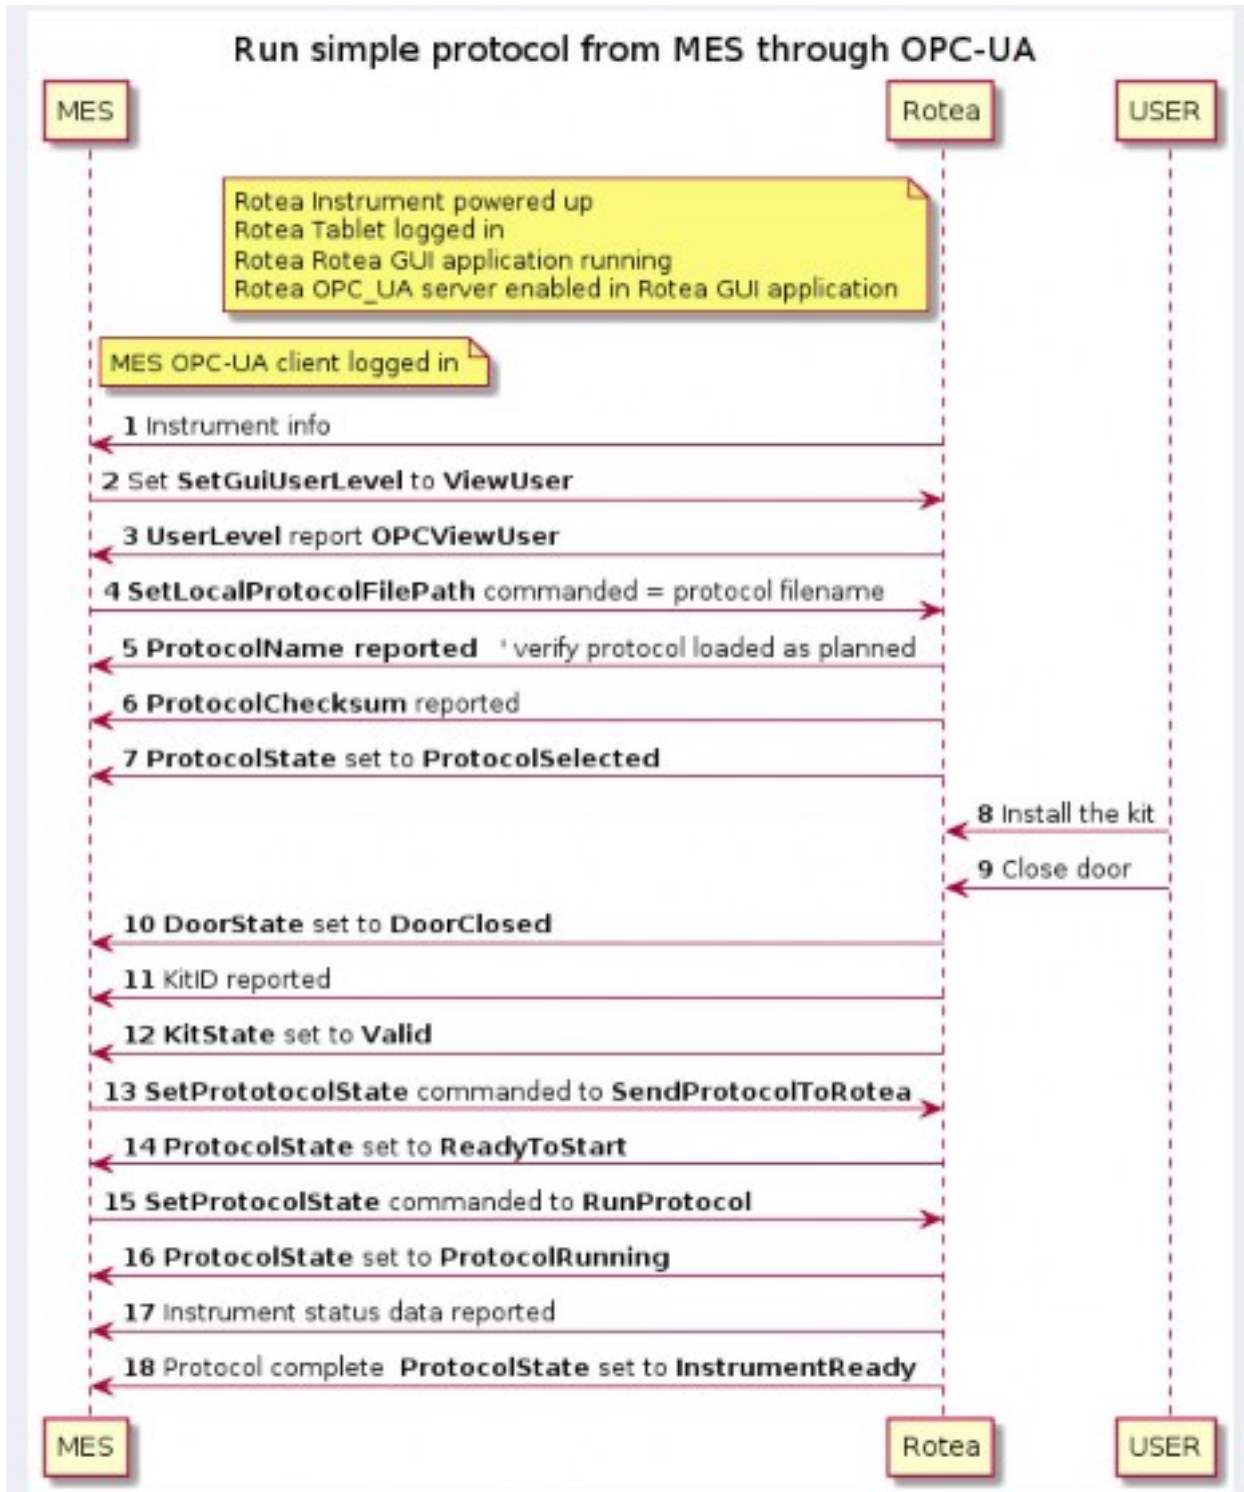 Run simple protocol from MES through OPC-UA
MES Rotea USER
Rotea Instrument powered up
Rotea Tablet logged in
Rotea Rotea GUI application running
Rotea OPC_UA server enabled in Rotea GUI application
MES OPC-UA client logged in
1 Instrument info
2 Set SetGuiUserLevel to ViewUser
3 UserLevel report OPCViewUser
4 SetLocalProtocolFilePath commanded = protocol filename
5 ProtocolName reported ' verify protocol loaded as planned
6 ProtocolChecksum reported
7 ProtocolState set to ProtocolSelected
8 Install the kit
9 Close door
10 DoorState set to DoorClosed
11 KitID reported
12 KitState set to Valid
13 SetPrototocolState commanded to SendProtocolToRotea
14 ProtocolState set to ReadyToStart
15 SetProtocolState commanded to RunProtocol
16 ProtocolState set to ProtocolRunning
17 Instrument status data reported
18 Protocol complete ProtocolState set to InstrumentReady
MES Rotea USER